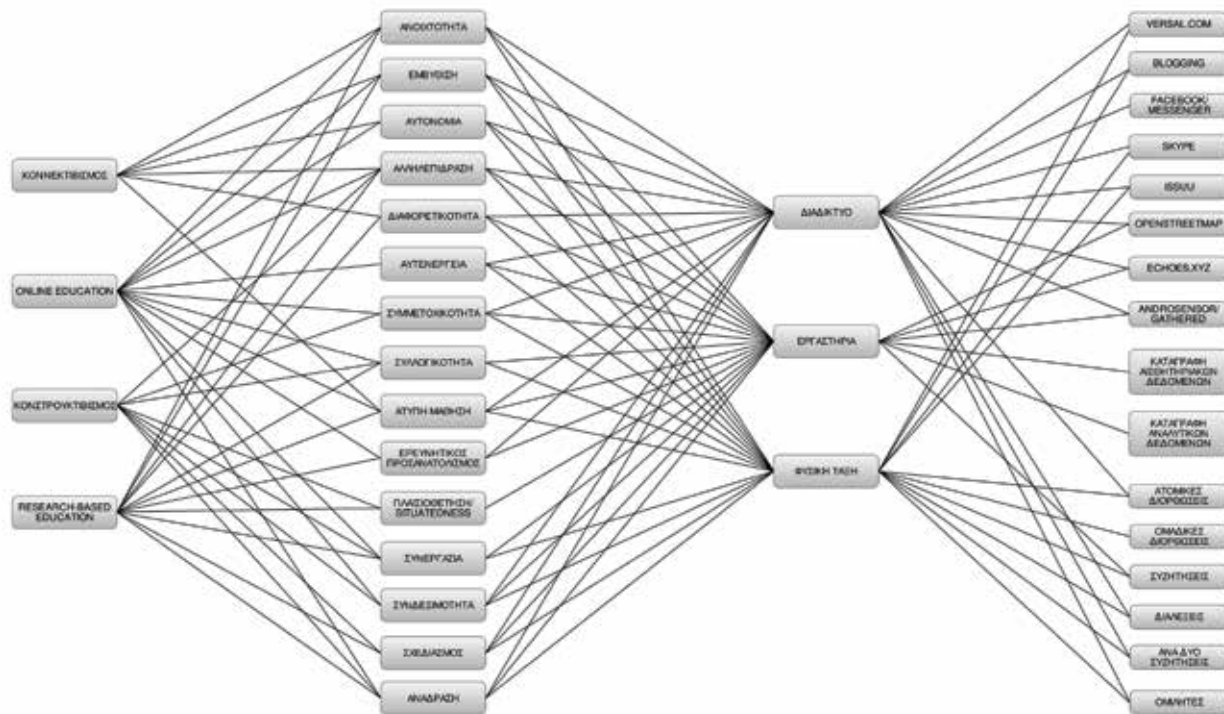 ΚΟΝΝΕΚΤΙΒΙΣΜΟΣ
ONLINE EDUCATION
ΚΟΝΣΤΡΟΥΚΤΙΒΙΣΜΟΣ
RESEARCH-BASED
EDUCATION
ΑΝΟΙΧΤΟΤΗΤΑ
ΕΜΒΥΘΙΣΗ
ΑΥΤΟΝΟΜΙΑ
ΑΛΛΗΛΕΠΙΔΡΑΣΗ
ΔΙΑΦΟΡΕΤΙΚΟΤΗΤΑ
ΑΥΤΕΝΕΡΓΕΙΑ
ΣΥΜΜΕΤΟΧΙΚΟΤΗΤΑ
ΣΥΛΛΟΓΙΚΟΤΗΤΑ
ΑΤΥΠΗ ΜΑΘΗΣΗ
ΕΡΕΥΝΗΤΙΚΟΣ
ΠΡΟΣΑΝΑΤΟΛΙΣΜΟΣ
ΠΛΑΙΣΙΟΘΕΤΗΣΗ/
SITUATEDNESS
ΣΥΝΕΡΓΑΣΙΑ
ΣΥΝΔΕΣΙΜΟΤΗΤΑ
ΣΧΕΔΙΑΣΜΟΣ
ΑΝΑΔΡΑΣΗ
ΔΙΑΔΙΚΤΥΟ
ΕΡΓΑΣΤΗΡΙΑ
ΦΥΣΙΚΗ ΤΑΞΗ
VERSAL.COM
BLOGGING
FACEBOOK/
MESSENGER
SKYPE
ISSUU
OPENSTREETMAP
ECHOES.XYZ
ANDROSENSOR/
GATHERED
ΚΑΤΑΓΡΑΦΗ
ΑΙΣΘΗΤΗΡΙΑΚΩΝ
ΔΕΔΟΜΕΝΩΝ
ΚΑΤΑΓΡΑΦΗ
ΑΝΑΛΥΤΙΚΩΝ
ΔΕΔΟΜΕΝΩΝ
ΑΤΟΜΙΚΕΣ
ΔΙΟΡΘΩΣΕΙΣ
ΟΜΑΔΙΚΕΣ
ΔΙΟΡΘΩΣΕΙΣ
ΣΥΖΗΤΗΣΕΙΣ
ΔΙΑΛΕΞΕΙΣ
ΑΝΑ ΔΥΟ
ΣΥΖΗΤΗΣΕΙΣ
ΟΜΙΛΗΤΕΣ